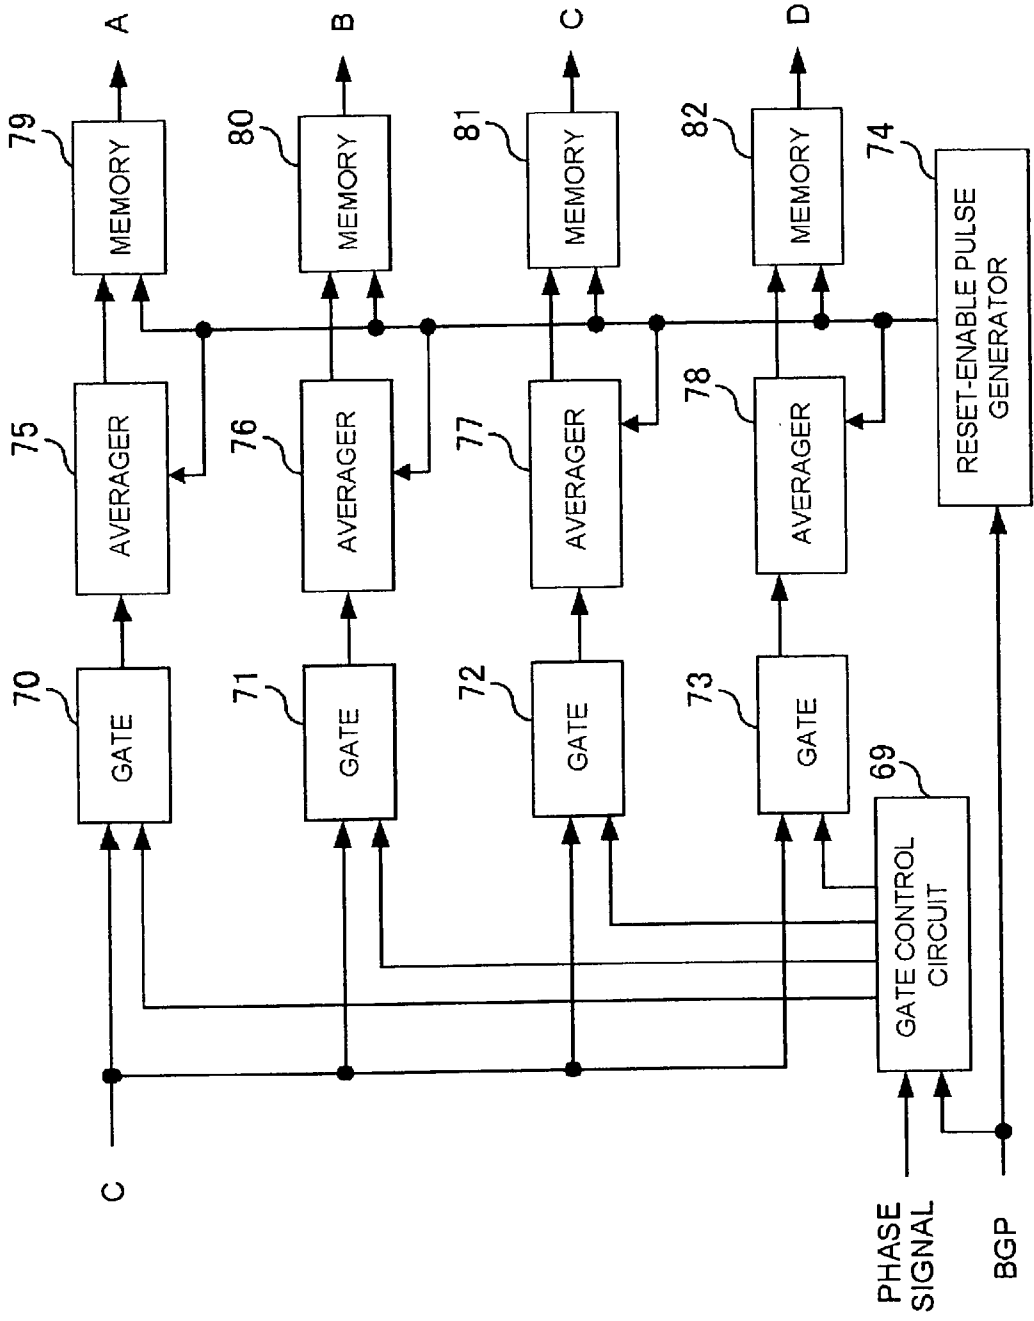 C
PHASE
SIGNAL
BGP
69
GATE CONTROL
CIRCUIT
70
GATE
71
GATE
72
GATE
73
GATE
75
AVERAGER
76
AVERAGER
77
AVERAGER
78
AVERAGER
74
RESET-ENABLE PULSE
GENERATOR
79
MEMORY
80
MEMORY
81
MEMORY
82
MEMORY
A
B
C
D